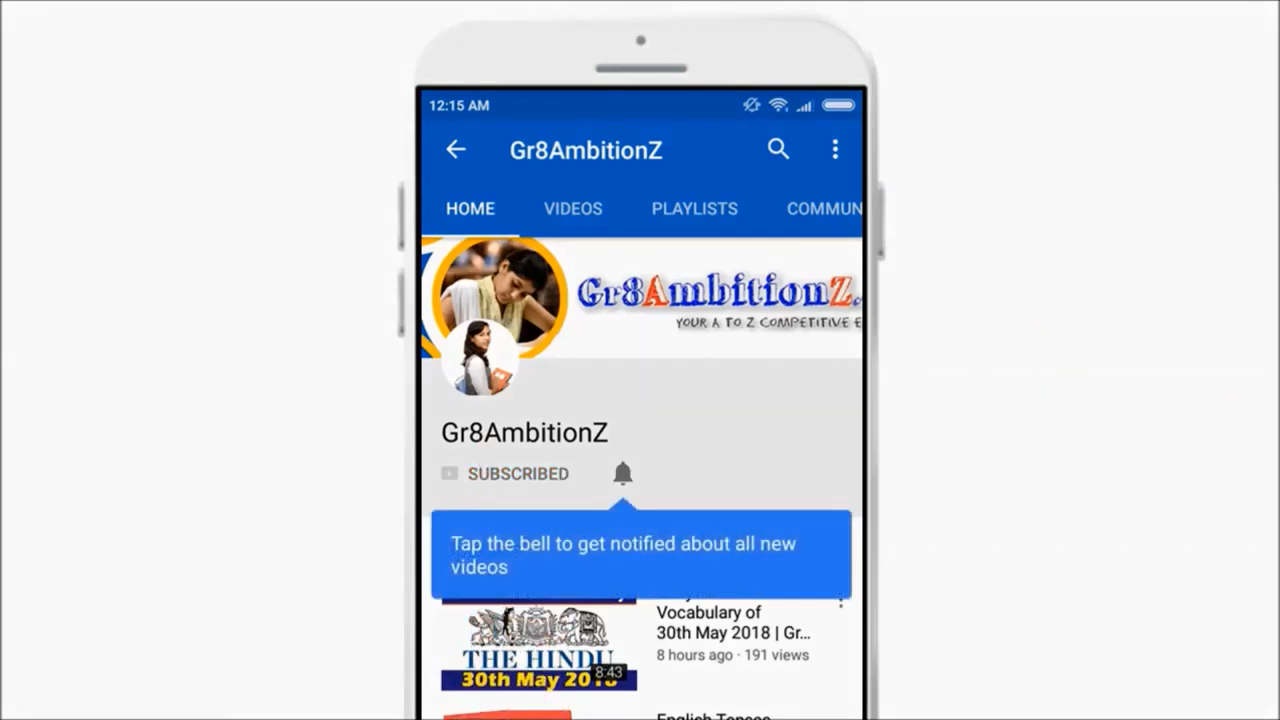 12:15 AM
Gr8AmbitionZ
HOME VIDEOS PLAYLISTS COMMUN
Gr8AmbitionZ.
YOUR A TO Z COMPETITIVE E
Gr8AmbitionZ
SUBSCRIBED
Tap the bell to get notified about all new
videos
Vocabulary of
30th May 2018 | Gr...
8 hours ago · 191 views
THE HINDU
8:43
30th May 2018
English Tenses